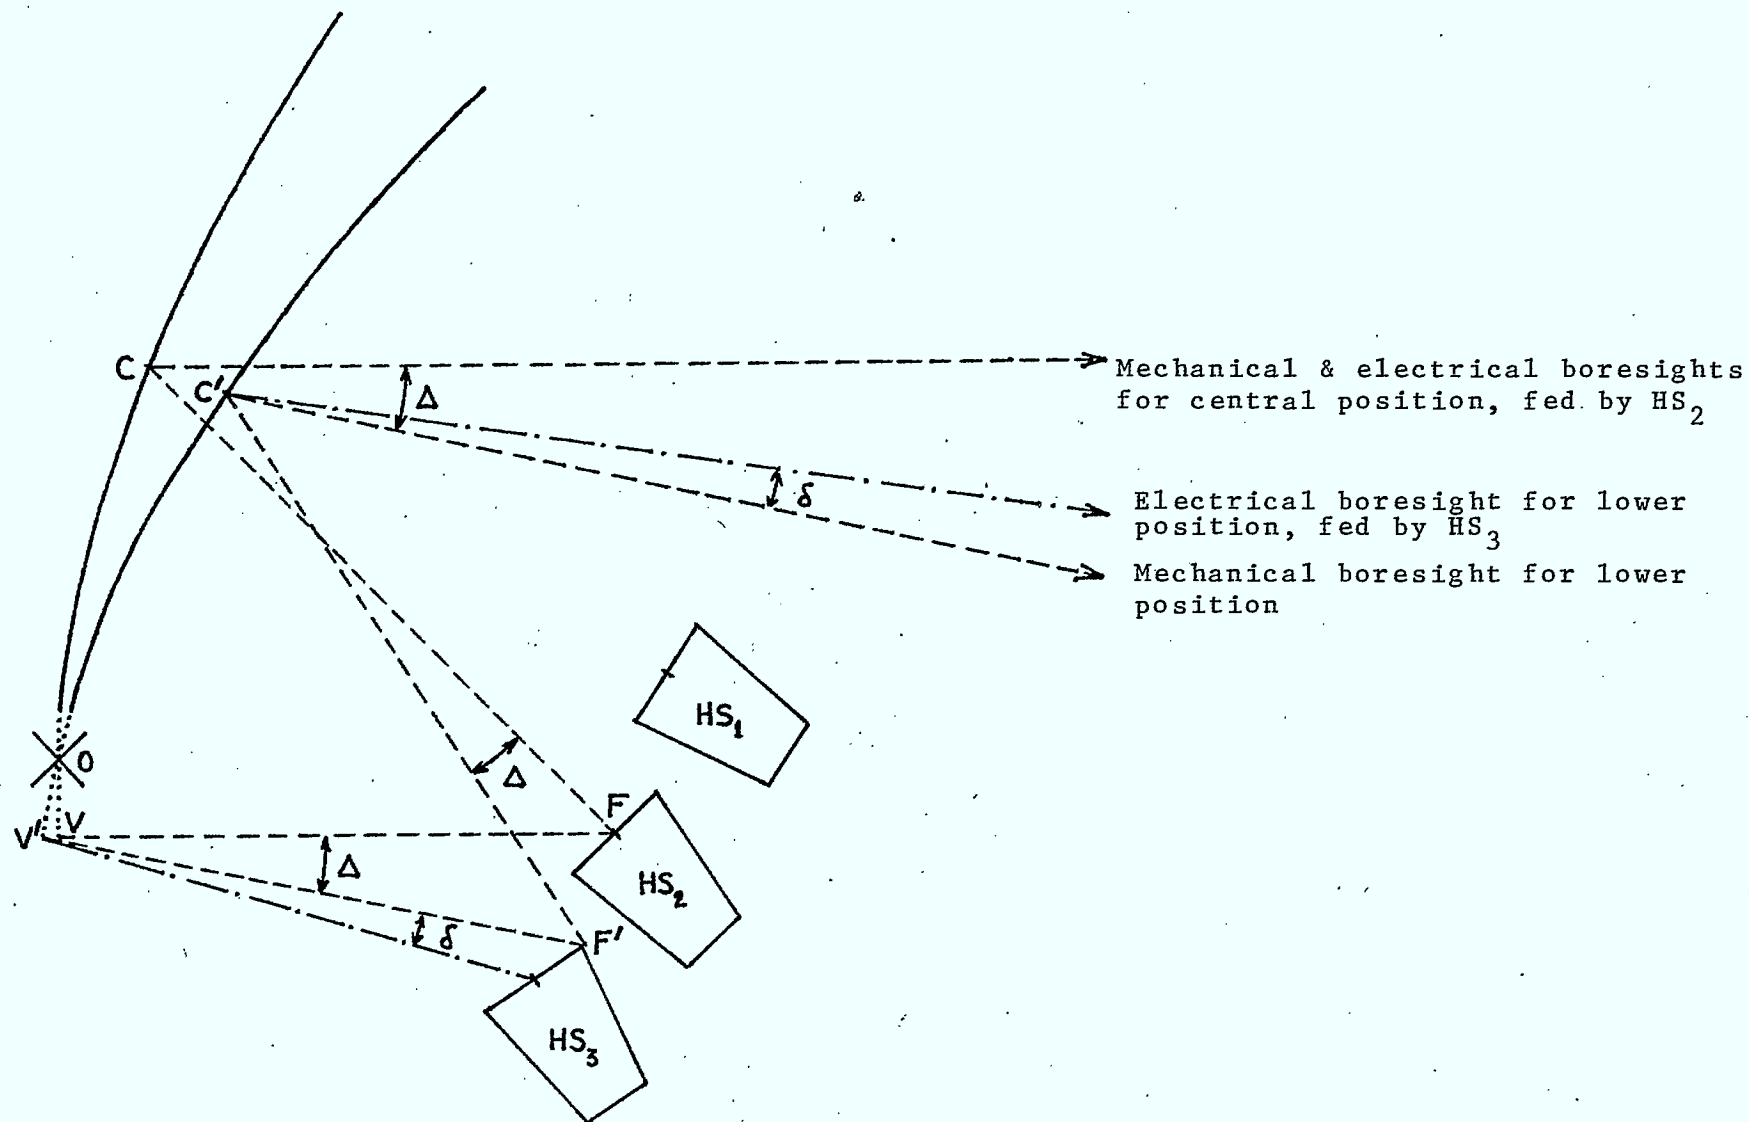 C
C'
Δ
Mechanical & electrical boresights
for central position, fed by HS₂
δ
Electrical boresight for lower
position, fed by HS₃
Mechanical boresight for lower
position
HS₁
O
Δ
F
V'
V
Δ
HS₂
δ
F'
HS₃